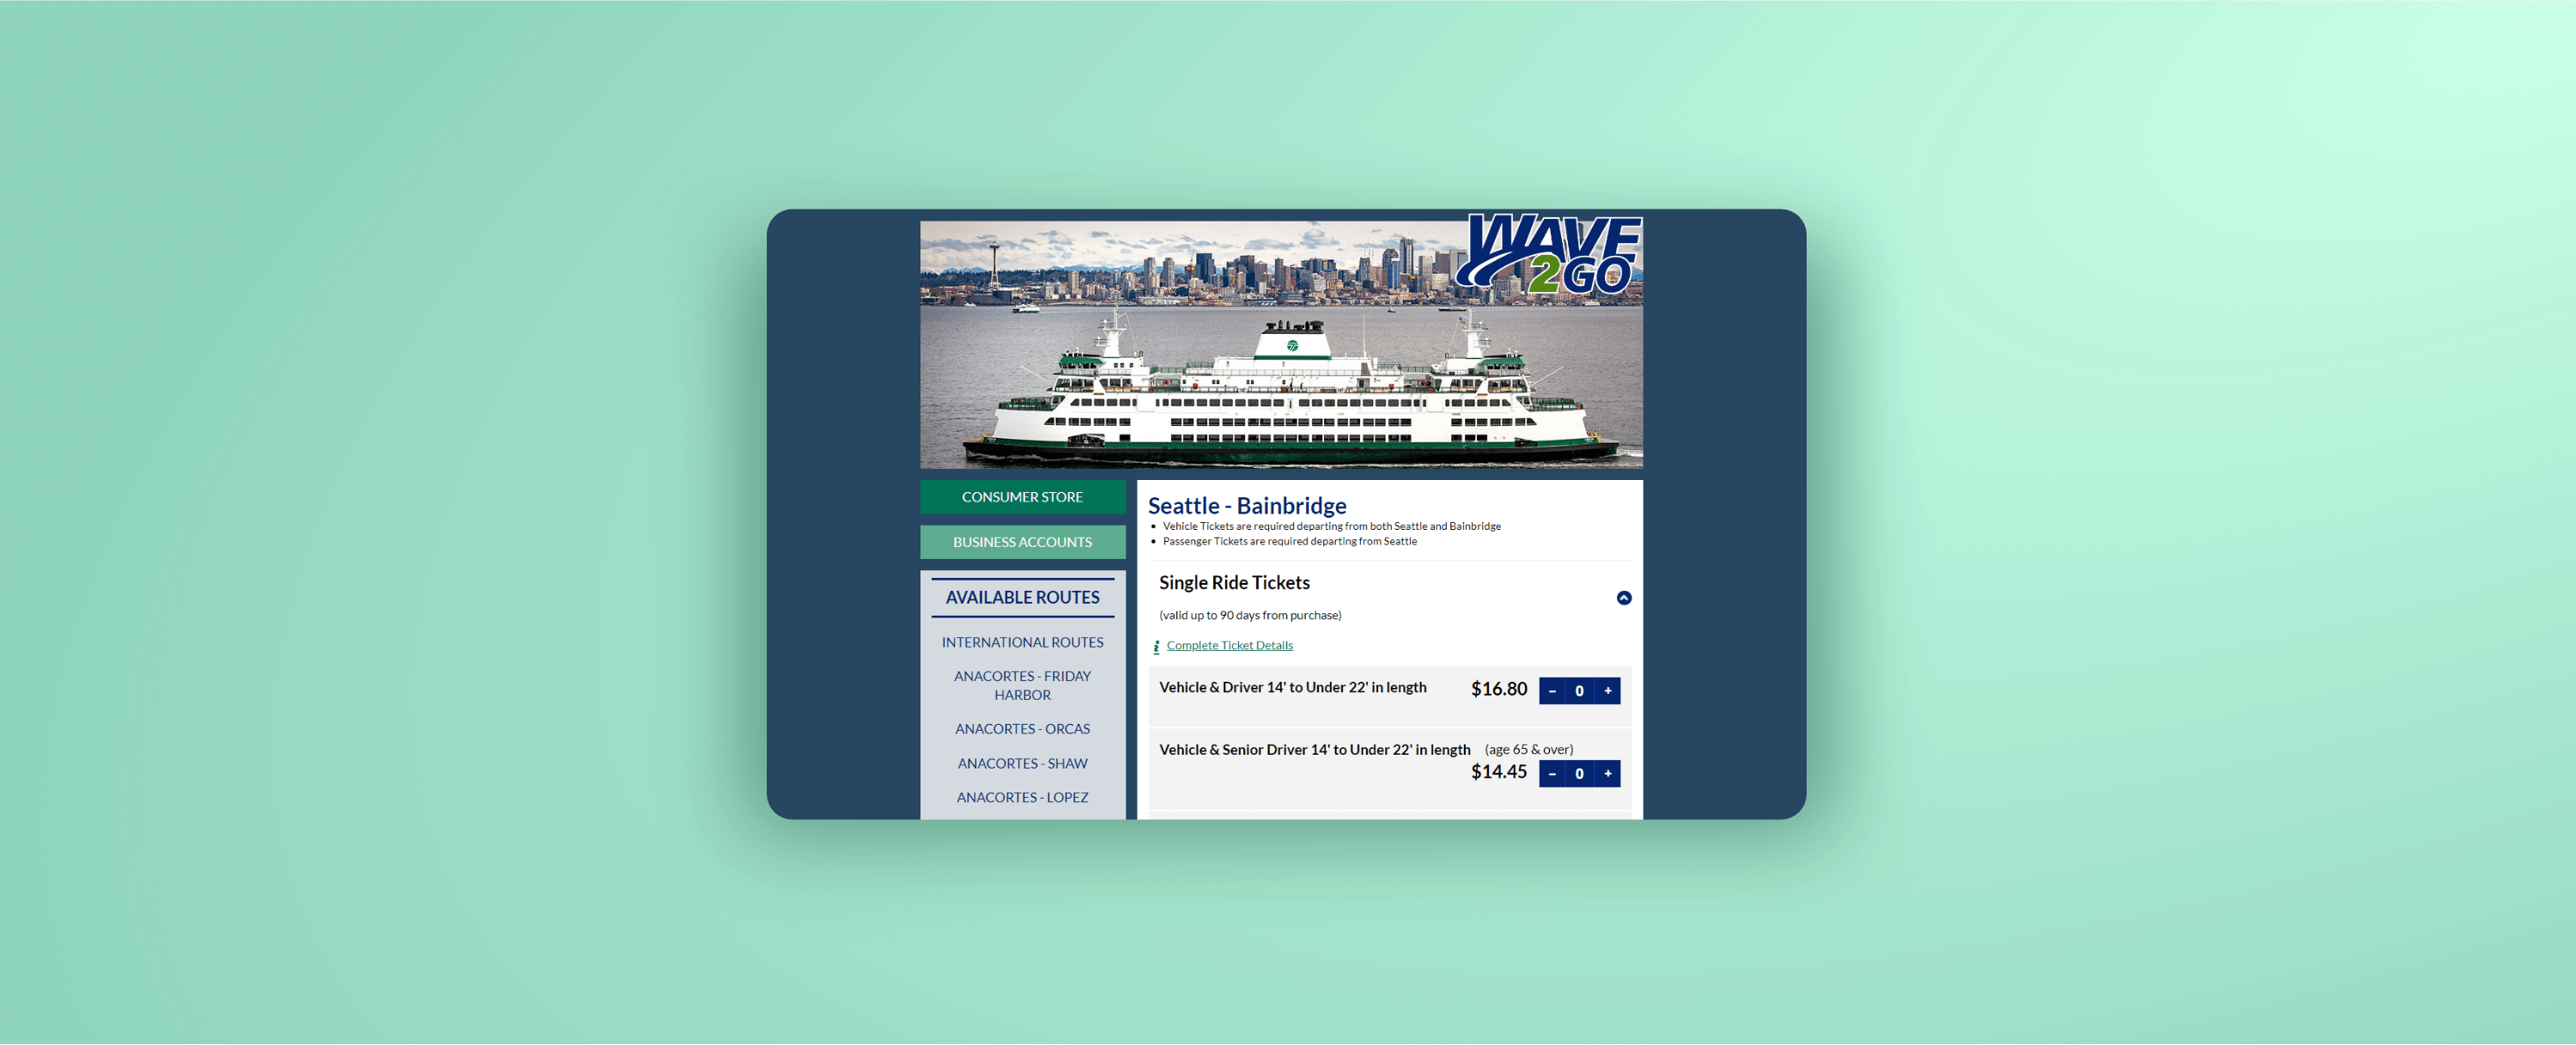 WAVE
2GO
CONSUMER STORE
BUSINESS ACCOUNTS
AVAILABLE ROUTES
INTERNATIONAL ROUTES
ANACORTES - FRIDAY
HARBOR
ANACORTES - ORCAS
ANACORTES - SHAW
ANACORTES - LOPEZ
Seattle - Bainbridge
• Vehicle Tickets are required departing from both Seattle and Bainbridge
• Passenger Tickets are required departing from Seattle
Single Ride Tickets
(valid up to 90 days from purchase)
i Complete Ticket Details
Vehicle & Driver 14' to Under 22' in length $16.80 – 0 +
Vehicle & Senior Driver 14' to Under 22' in length (age 65 & over)
$14.45 – 0 +